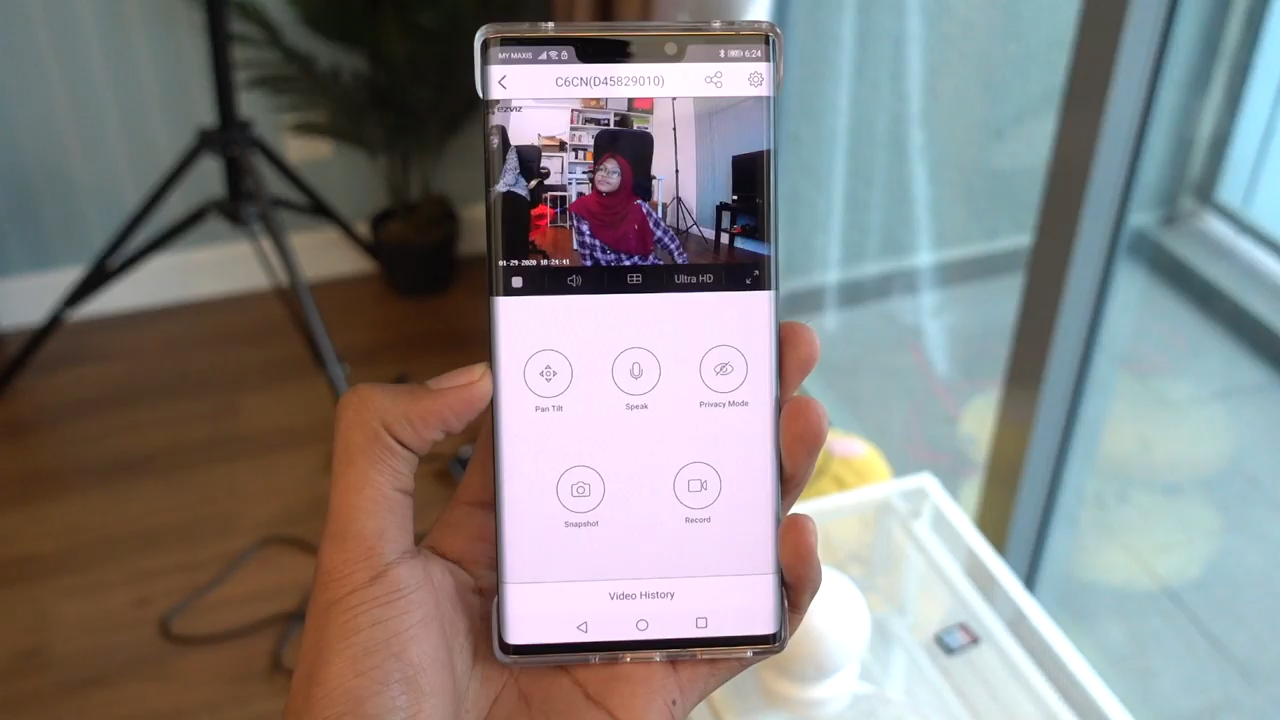 MY MAXIS
6:24
C6CN(D45829010)
ezviz
01-29-2020 18:24:41
Ultra HD
Pan Tilt
Speak
Privacy Mode
Snapshot
Record
Video History